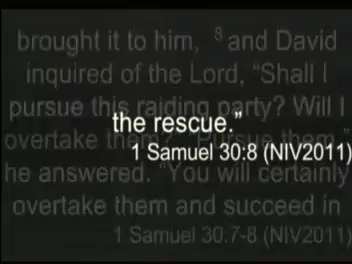 brought it to him, 8 and David
inquired of the Lord, “Shall I
pursue this raiding party? Will I
the rescue.”
overtake them?” “Pursue them,”
1 Samuel 30:8 (NIV2011)
he answered. “You will certainly
overtake them and succeed in
1 Samuel 30:7-8 (NIV2011)